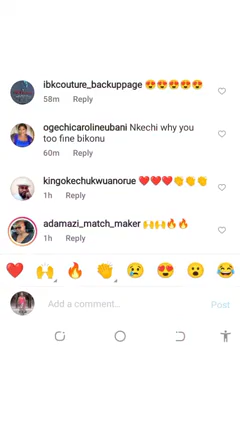 ibkcouture_backuppage 😍😍😍😍😍
58m Reply
ogechicarolineubani Nkechi why you
too fine bikonu
60m Reply
kingokechukwuanorue ❤️❤️❤️👏👏👏
1h Reply
adamazi_match_maker 🙌🙌🔥🔥
1h Reply
❤️🙌🔥👏😢😍😮😂
Add a comment...
Post